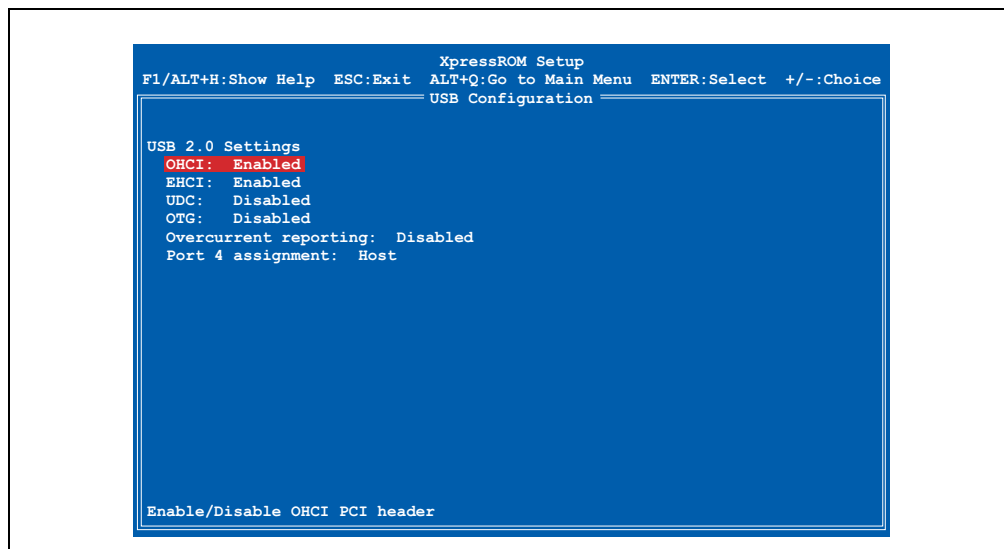 XpressROM Setup
F1/ALT+H:Show Help ESC:Exit ALT+Q:Go to Main Menu ENTER:Select +/-:Choice
USB Configuration
USB 2.0 Settings
OHCI: Enabled
EHCI: Enabled
UDC: Disabled
OTG: Disabled
Overcurrent reporting: Disabled
Port 4 assignment: Host
Enable/Disable OHCI PCI header